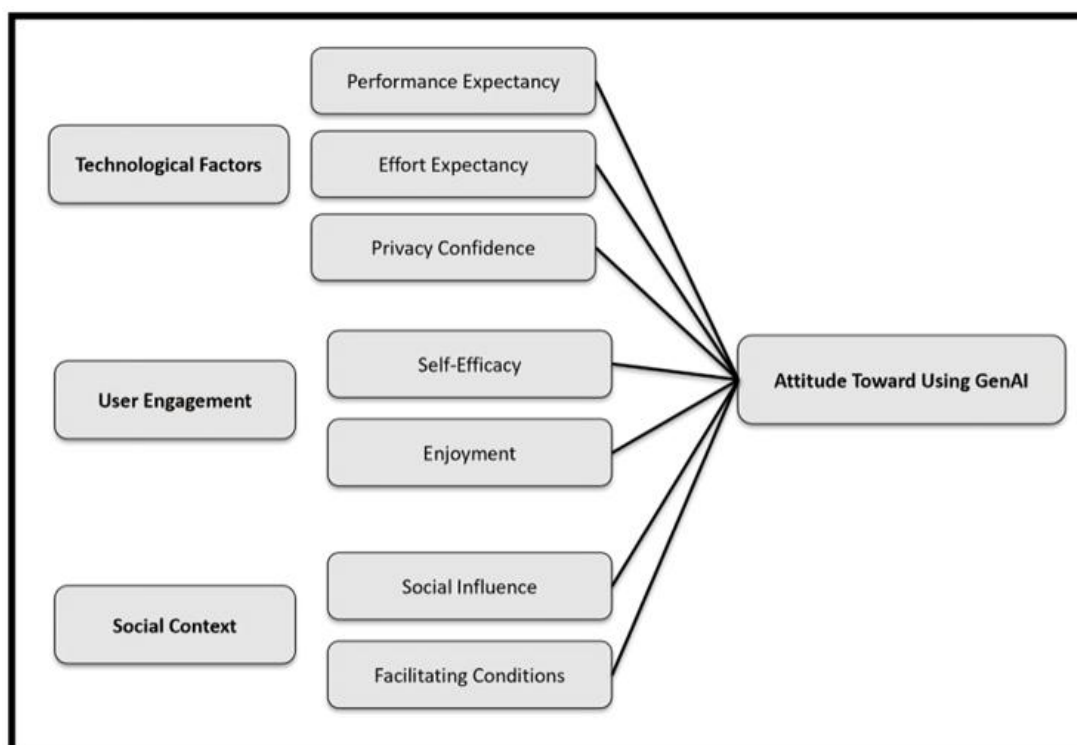 Technological Factors
Performance Expectancy
Effort Expectancy
Privacy Confidence
User Engagement
Self-Efficacy
Enjoyment
Social Context
Social Influence
Facilitating Conditions
Attitude Toward Using GenAI